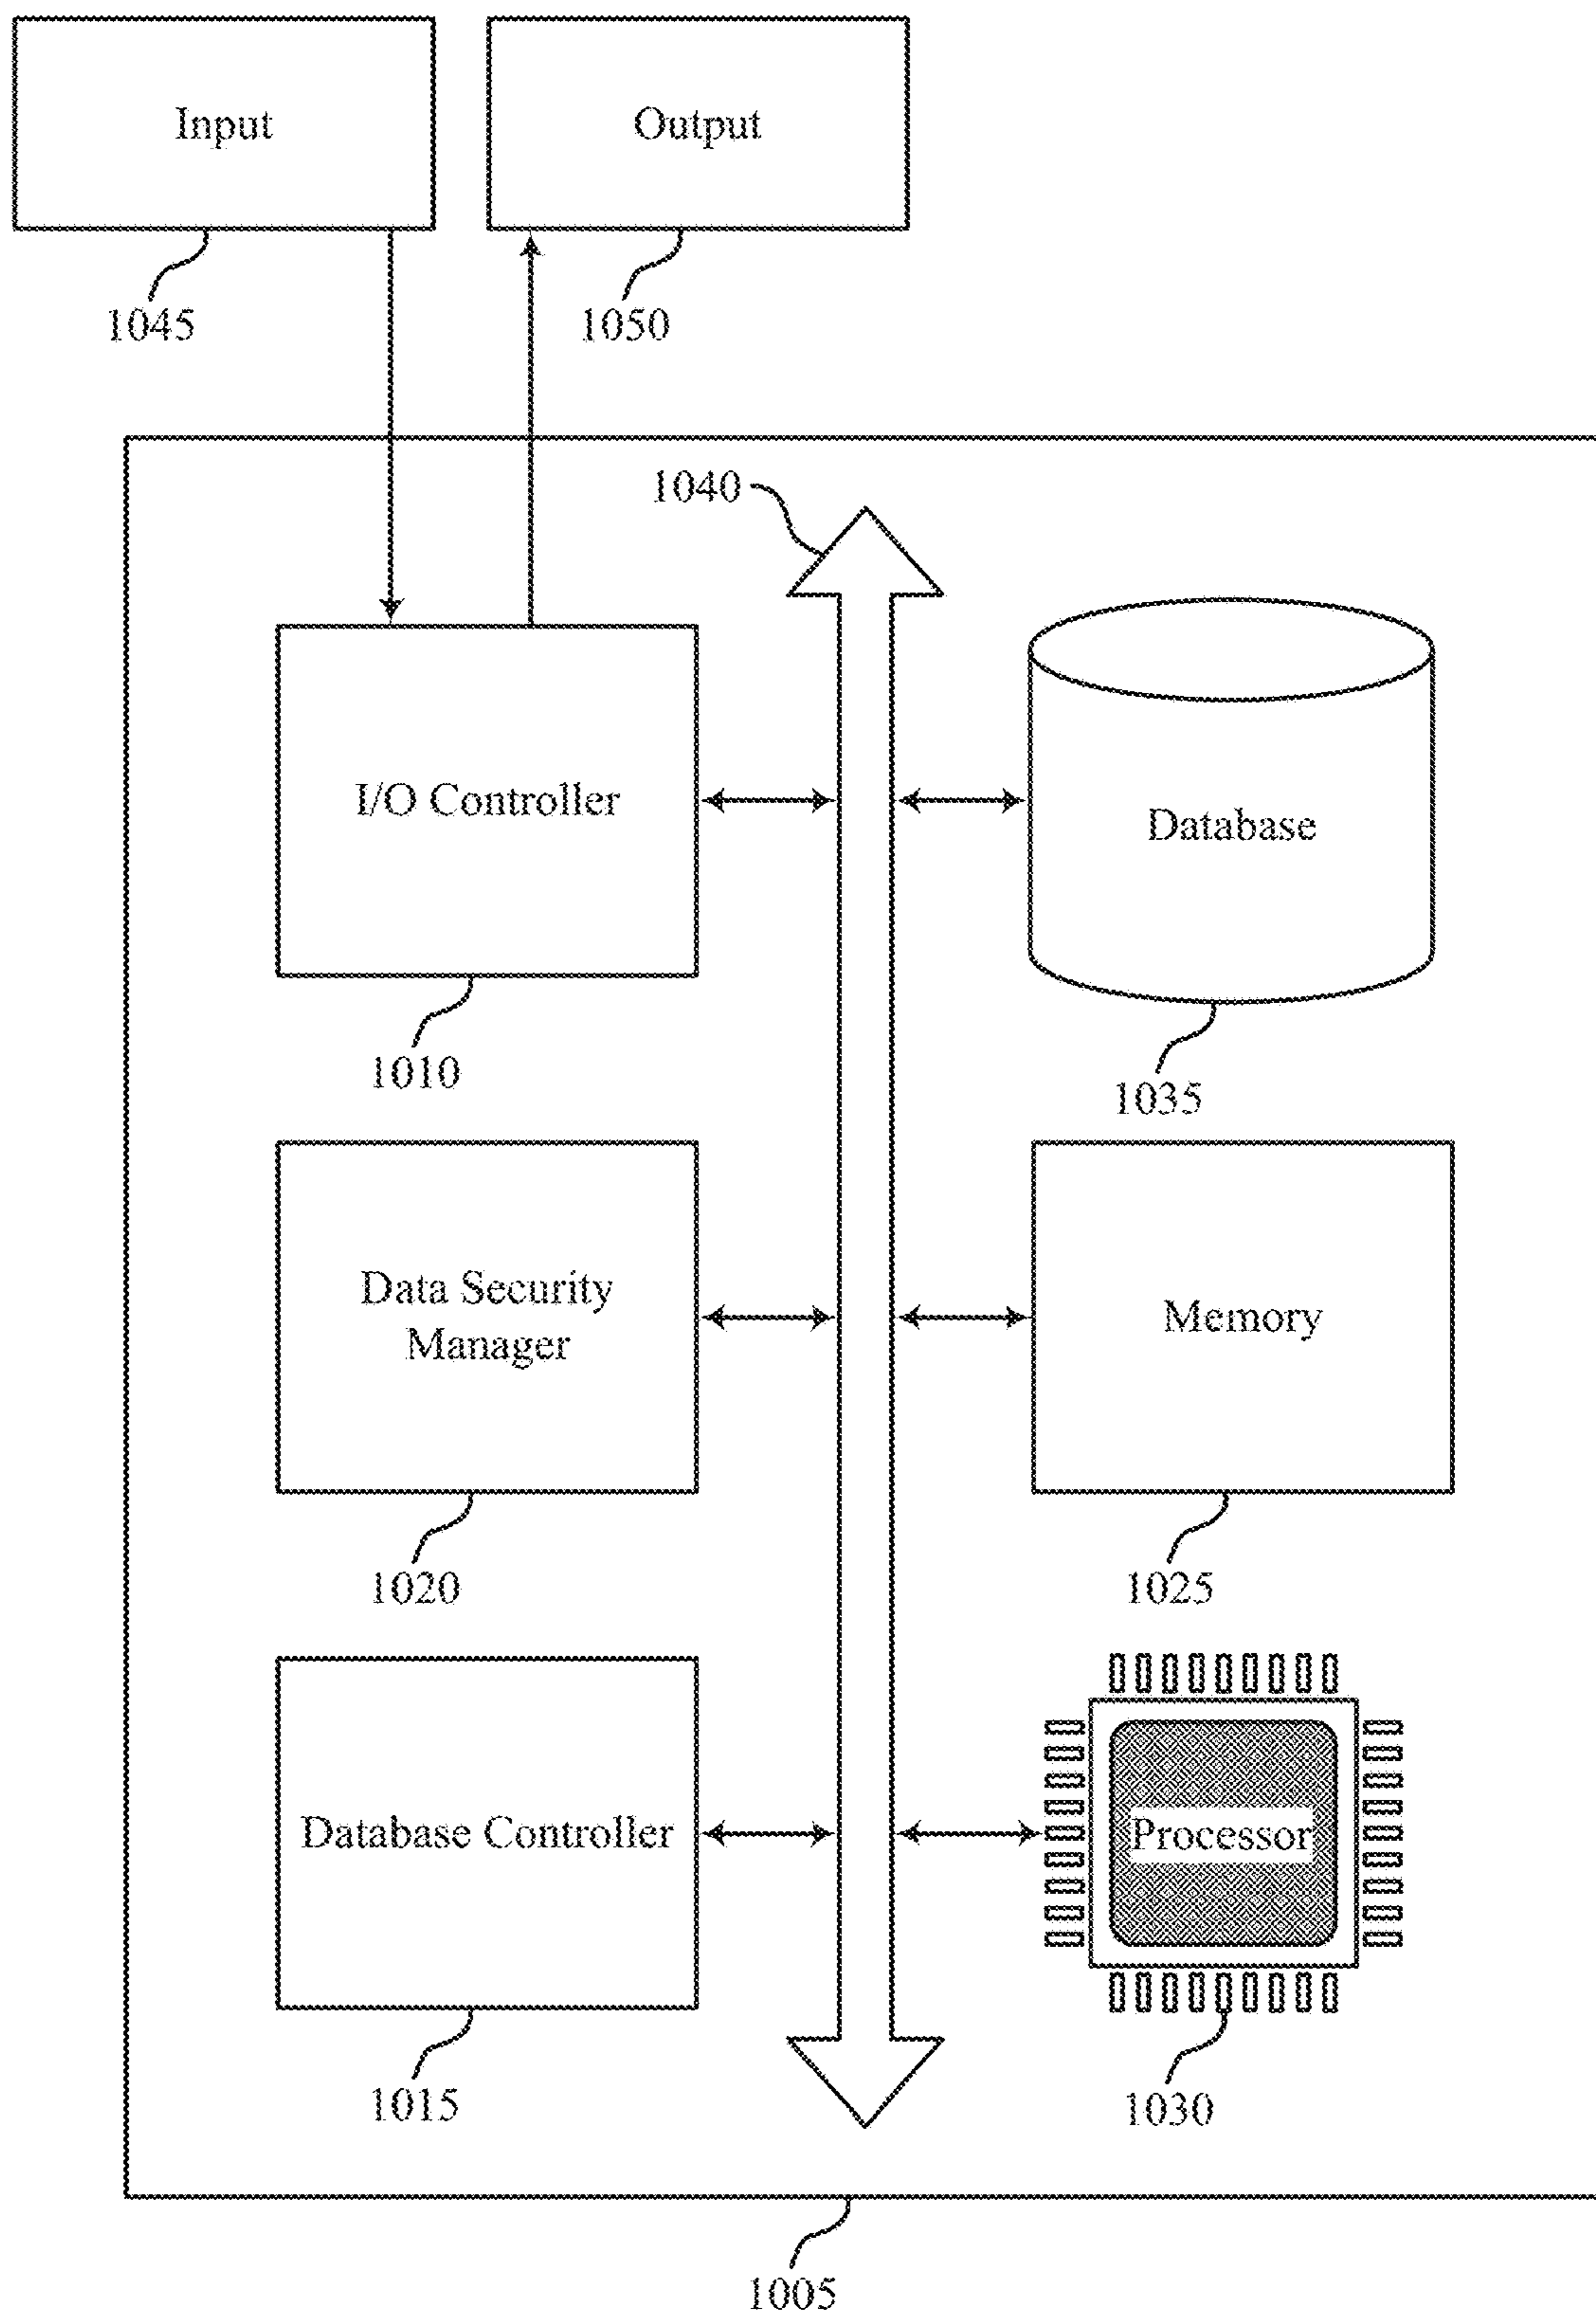 Input
Output
1045
1050
1040
I/O Controller
Database
1010
1035
Data Security
Manager
Memory
1020
1025
Database Controller
Processor
1015
1030
1005